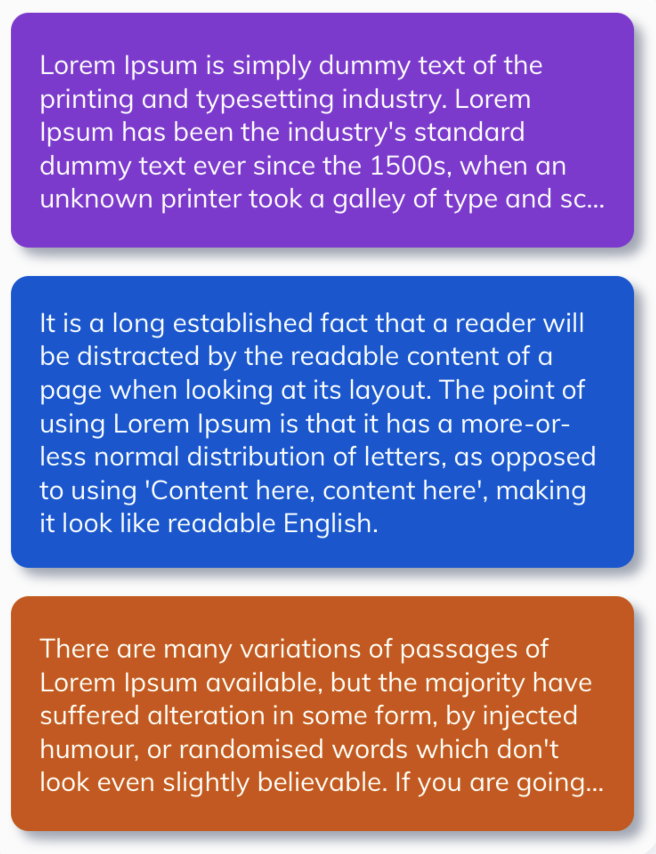 Lorem Ipsum is simply dummy text of the
printing and typesetting industry. Lorem
Ipsum has been the industry's standard
dummy text ever since the 1500s, when an
unknown printer took a galley of type and sc...
It is a long established fact that a reader will
be distracted by the readable content of a
page when looking at its layout. The point of
using Lorem Ipsum is that it has a more-or-
less normal distribution of letters, as opposed
to using 'Content here, content here', making
it look like readable English.
There are many variations of passages of
Lorem Ipsum available, but the majority have
suffered alteration in some form, by injected
humour, or randomised words which don't
look even slightly believable. If you are going...